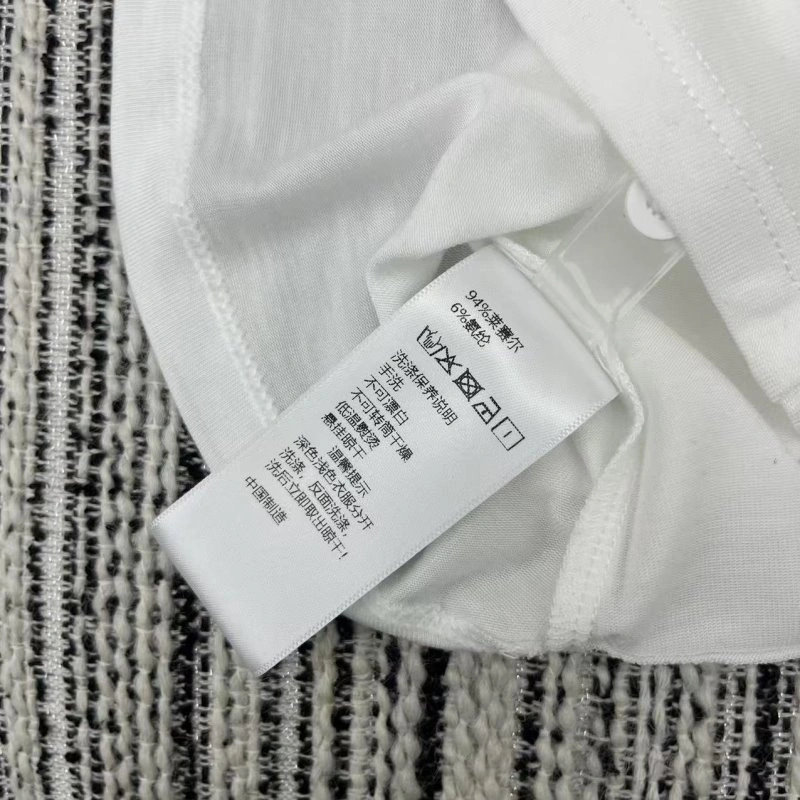 94%莱赛尔
6%氨纶
洗涤保养说明
手洗
不可漂白
不可转筒干燥
低温熨烫
悬挂晾干
温馨提示
深色浅色衣服分开
洗涤，反面洗涤，
洗后立即取出晾干！
中国制造